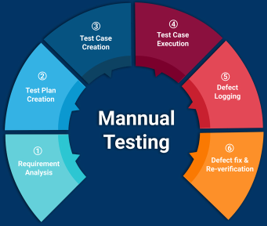 ①
Requirement
Analysis
②
Test Plan
Creation
③
Test Case
Creation
④
Test Case
Execution
⑤
Defect
Logging
⑥
Defect fix &
Re-verification
Mannual
Testing